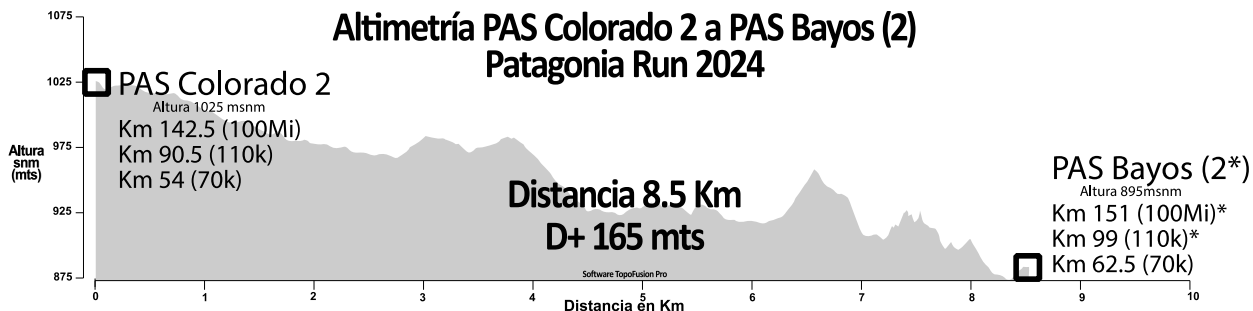 Altimetría PAS Colorado 2 a PAS Bayos (2)
Patagonia Run 2024
1075
1025
975
925
875
Altura
snm
(mts)
PAS Colorado 2
Altura 1025 msnm
Km 142.5 (100Mi)
Km 90.5 (110k)
Km 54 (70k)
Distancia 8.5 Km
D+ 165 mts
Software TopoFusion Pro
PAS Bayos (2*)
Altura 895msnm
Km 151 (100Mi)*
Km 99 (110k)*
Km 62.5 (70k)
0 1 2 3 4 5 6 7 8 9 10
Distancia en Km